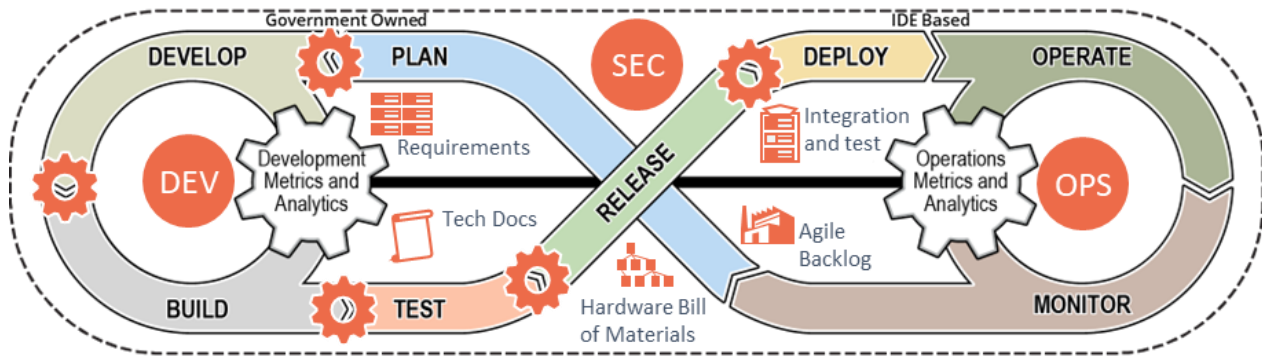 Government Owned
IDE Based
DEVELOP
PLAN
SEC
DEPLOY
OPERATE
Requirements
Integration
and test
DEV
Development
Metrics and
Analytics
RELEASE
Operations
Metrics and
Analytics
OPS
Tech Docs
Agile
Backlog
BUILD
TEST
Hardware Bill
of Materials
MONITOR